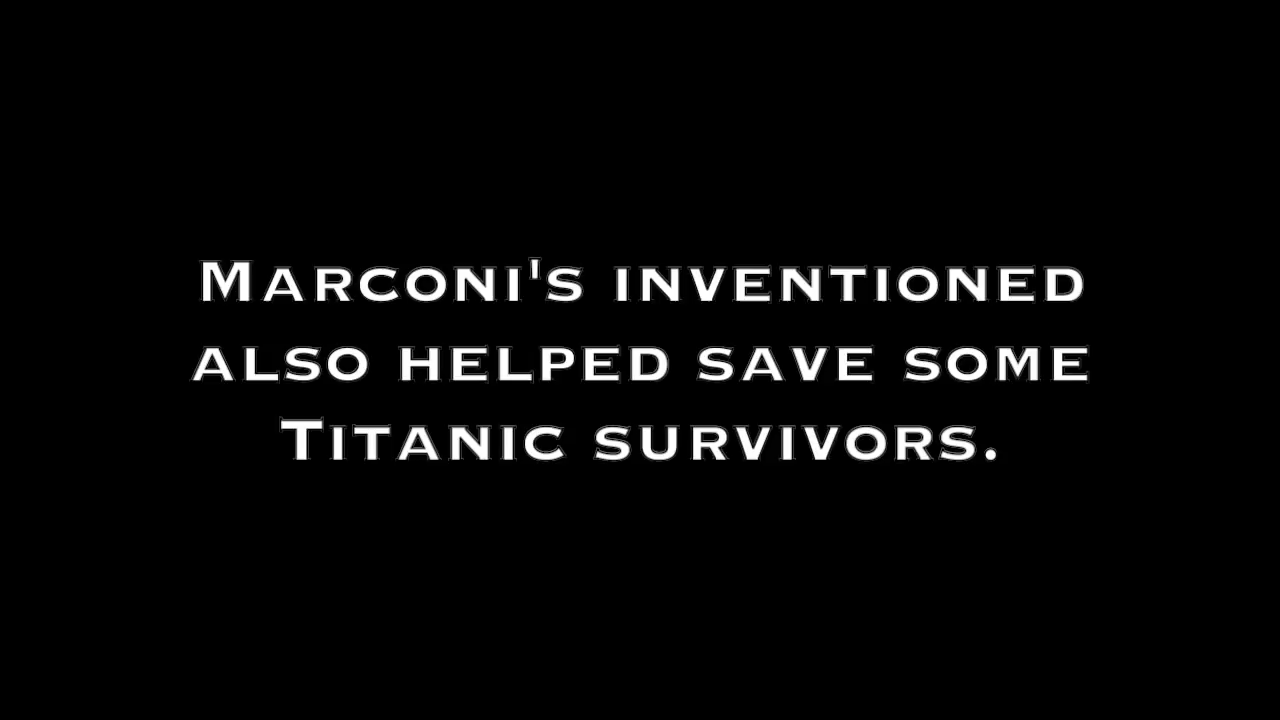 Marconi's inventioned
also helped save some
Titanic survivors.